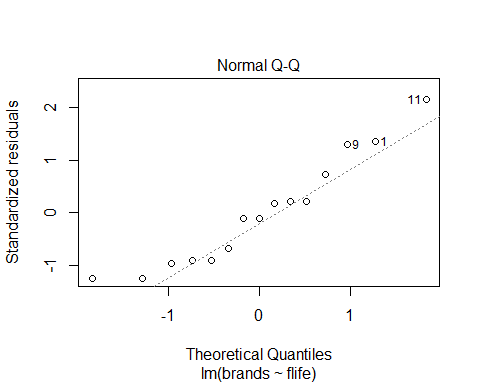 Normal Q-Q
Standardized residuals
2
1
0
-1
11
9
1
-1
0
1
Theoretical Quantiles
lm(brands ~ flife)